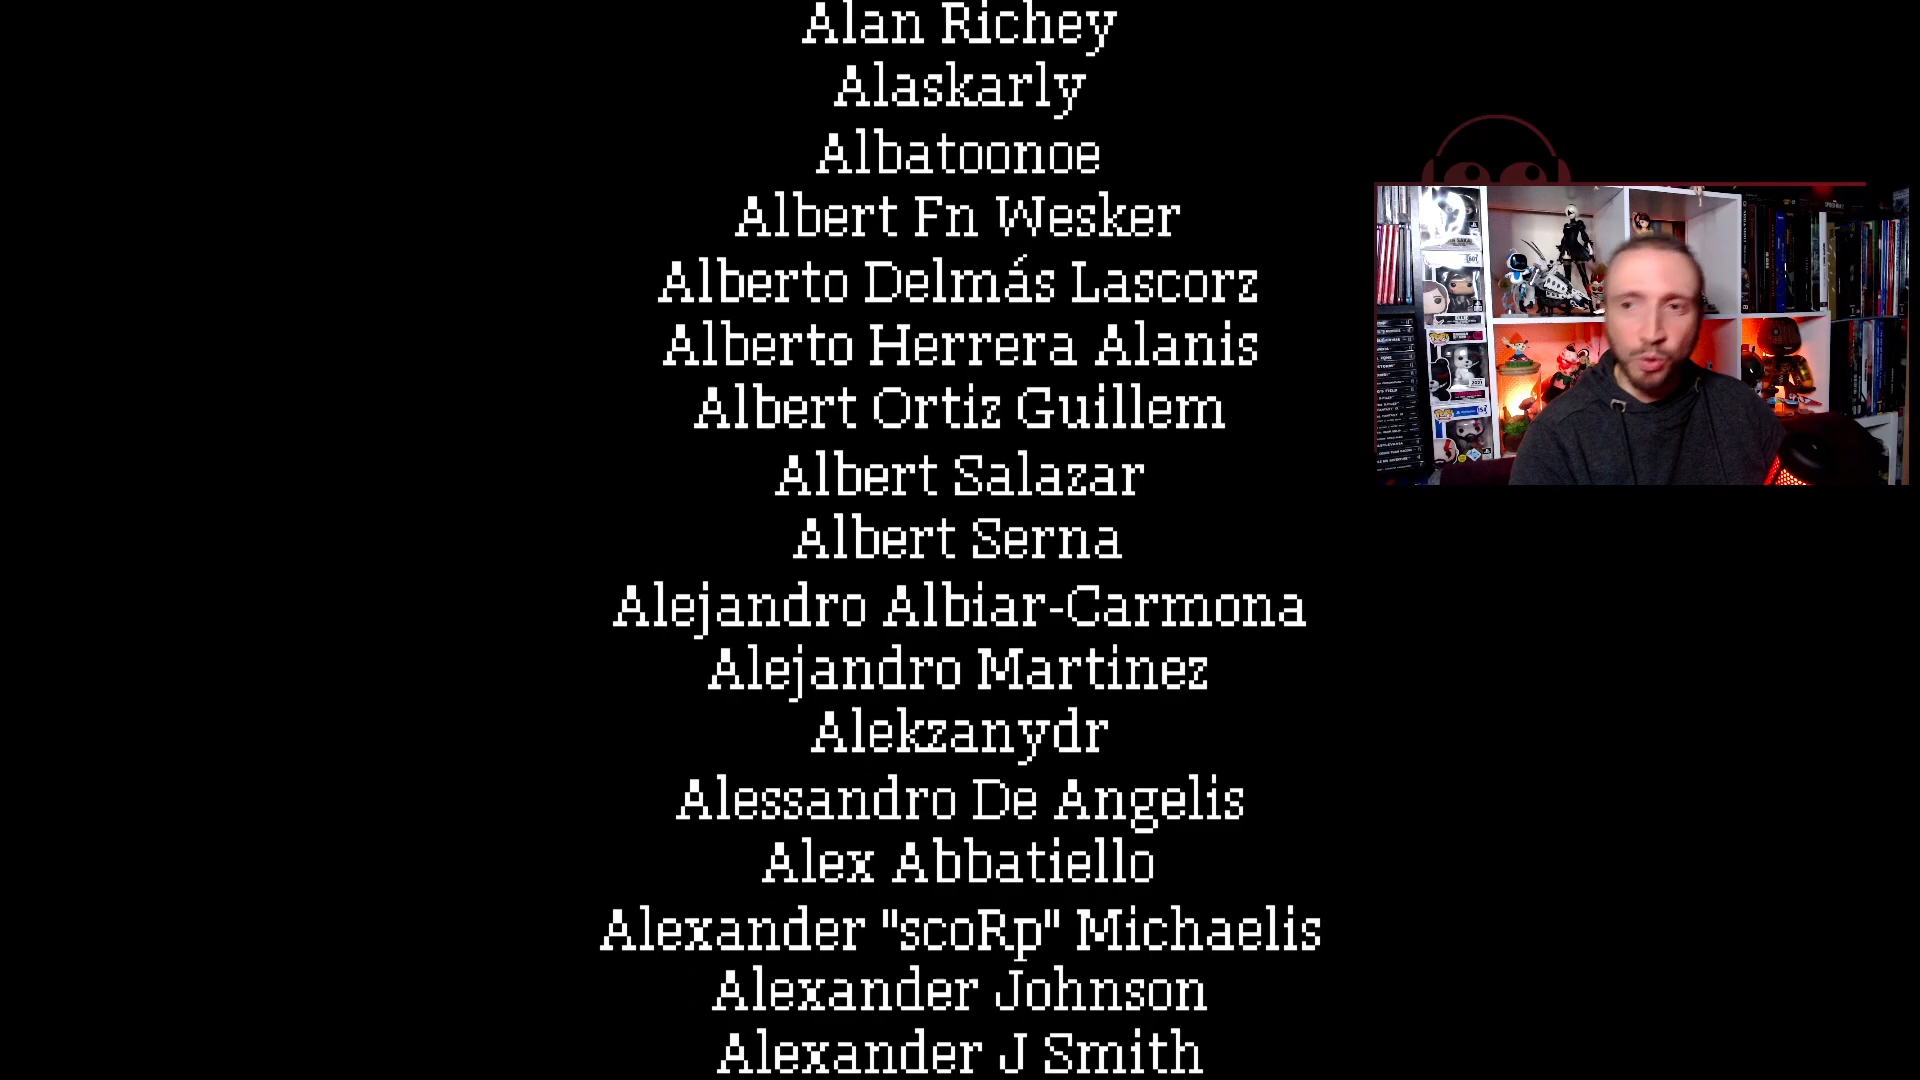 Alan Richey
Alaskarly
Albatoonoe
Albert Fn Wesker
Alberto Delmás Lascorz
Alberto Herrera Alanis
Albert Ortiz Guillem
Albert Salazar
Albert Serna
Alejandro Albiar-Carmona
Alejandro Martinez
Alekzanydr
Alessandro De Angelis
Alex Abbatiello
Alexander "scoRp" Michaelis
Alexander Johnson
Alexander J Smith